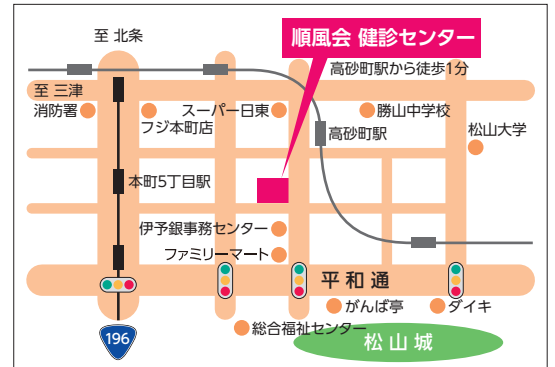 至 北条
順風会 健診センター
高砂町駅から徒歩1分
至 三津
消防署
フジ本町店
スーパー日東
高砂町駅
勝山中学校
松山大学
本町5丁目駅
伊予銀事務センター
ファミリーマート
平和通
がんば亭
ダイキ
総合福祉センター
196
松山城